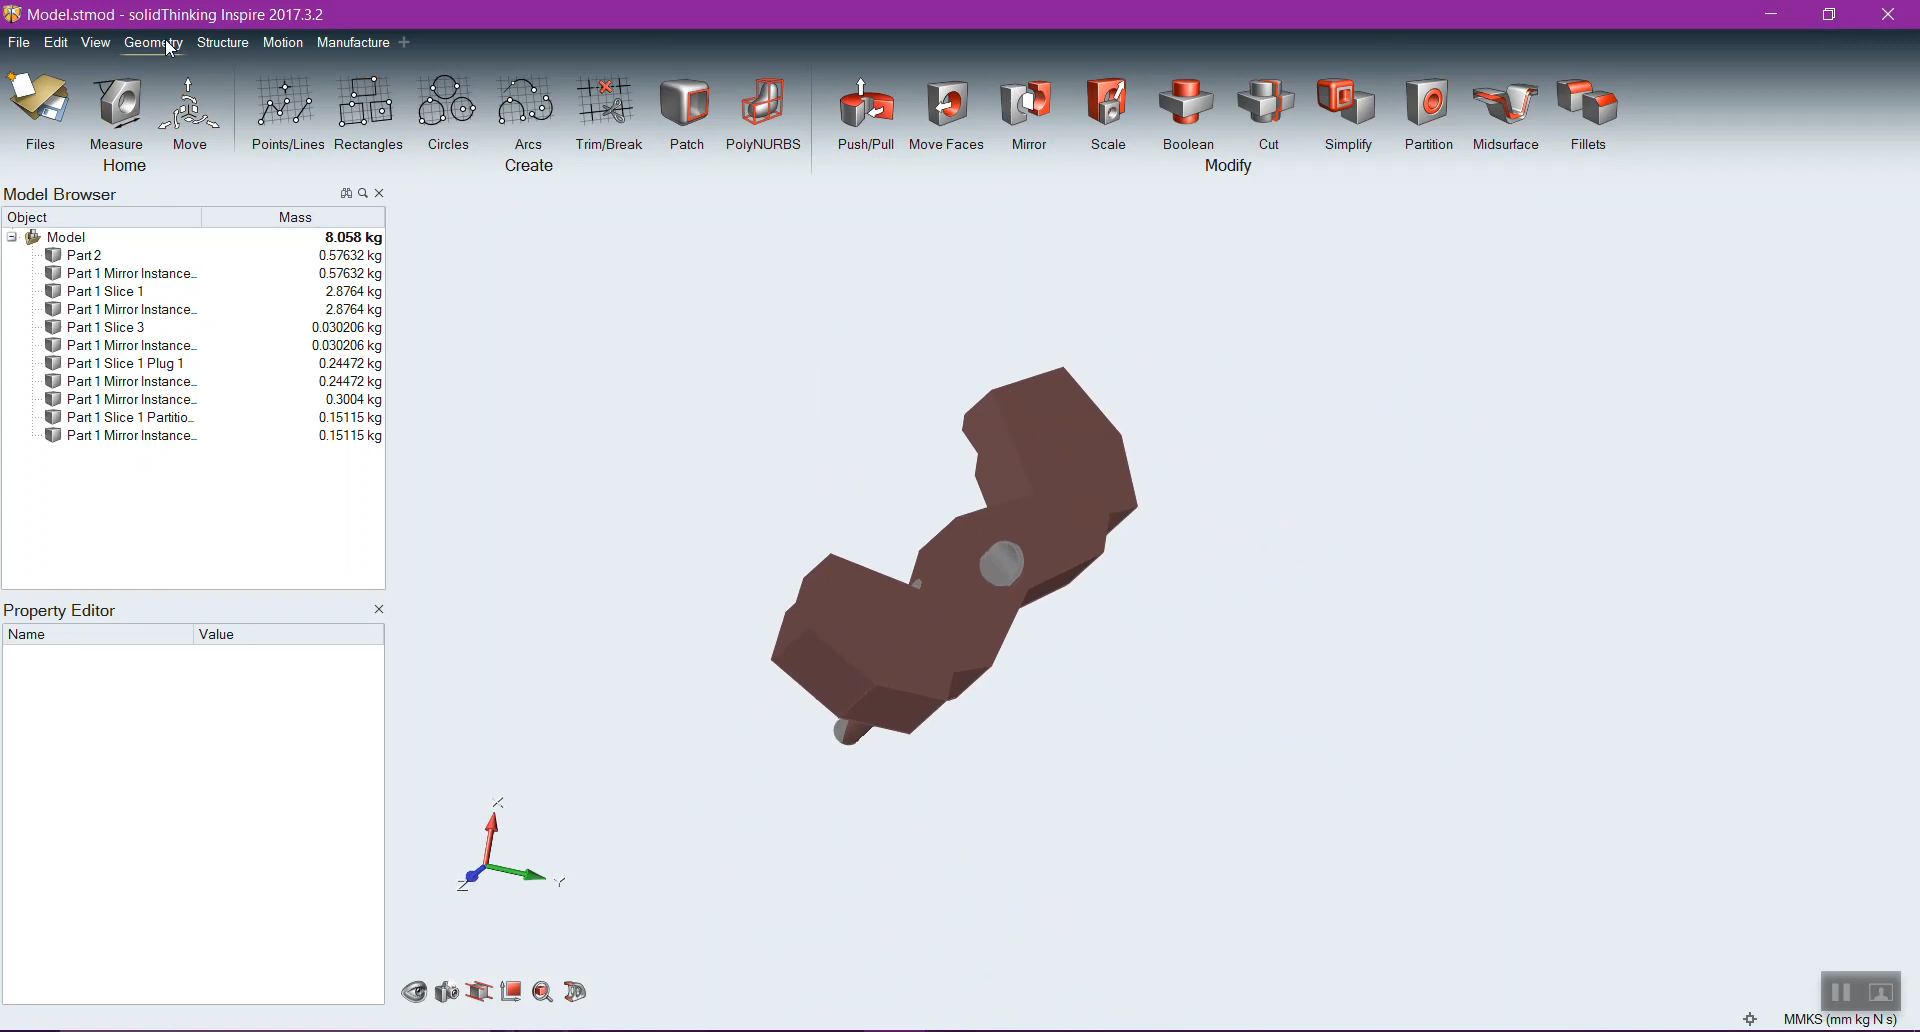 Model.stmod - solidThinking Inspire 2017.3.2
File Edit View Geometry Structure Motion Manufacture
Files Measure Move Points/Lines Rectangles Circles Arcs Trim/Break Patch PolyNURBS Push/Pull Move Faces Mirror Scale Boolean Cut Simplify Partition Midsurface Fillets
Home Create Modify
Model Browser
Object Mass
Model 8.058 kg
Part 2 0.57632 kg
Part 1 Mirror Instance... 0.57632 kg
Part 1 Slice 1 2.8764 kg
Part 1 Mirror Instance... 2.8764 kg
Part 1 Slice 3 0.030206 kg
Part 1 Mirror Instance... 0.030206 kg
Part 1 Slice 1 Plug 1 0.24472 kg
Part 1 Mirror Instance... 0.24472 kg
Part 1 Mirror Instance... 0.3004 kg
Part 1 Slice 1 Partitio... 0.15115 kg
Part 1 Mirror Instance... 0.15115 kg
Property Editor
Name Value
X
Y
Z
MMKS (mm kg N s)